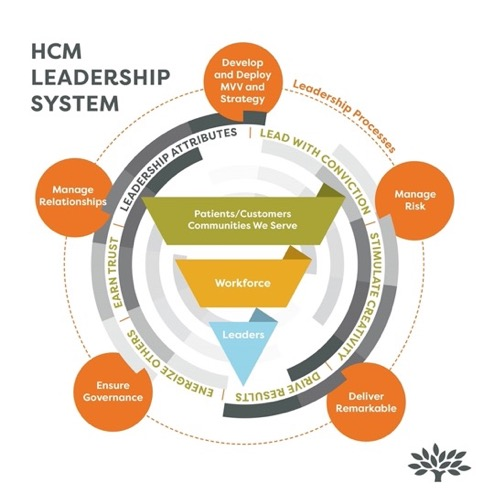 HCM
LEADERSHIP
SYSTEM
Develop
and Deploy
MVV and
Strategy
Leadership Processes
LEADERSHIP ATTRIBUTES | LEAD WITH CONVICTION | STIMULATE CREATIVITY | DRIVE RESULTS | ENERGIZE OTHERS | EARN TRUST |
Manage
Relationships
Manage
Risk
Patients/Customers
Communities We Serve
Workforce
Leaders
Ensure
Governance
Deliver
Remarkable